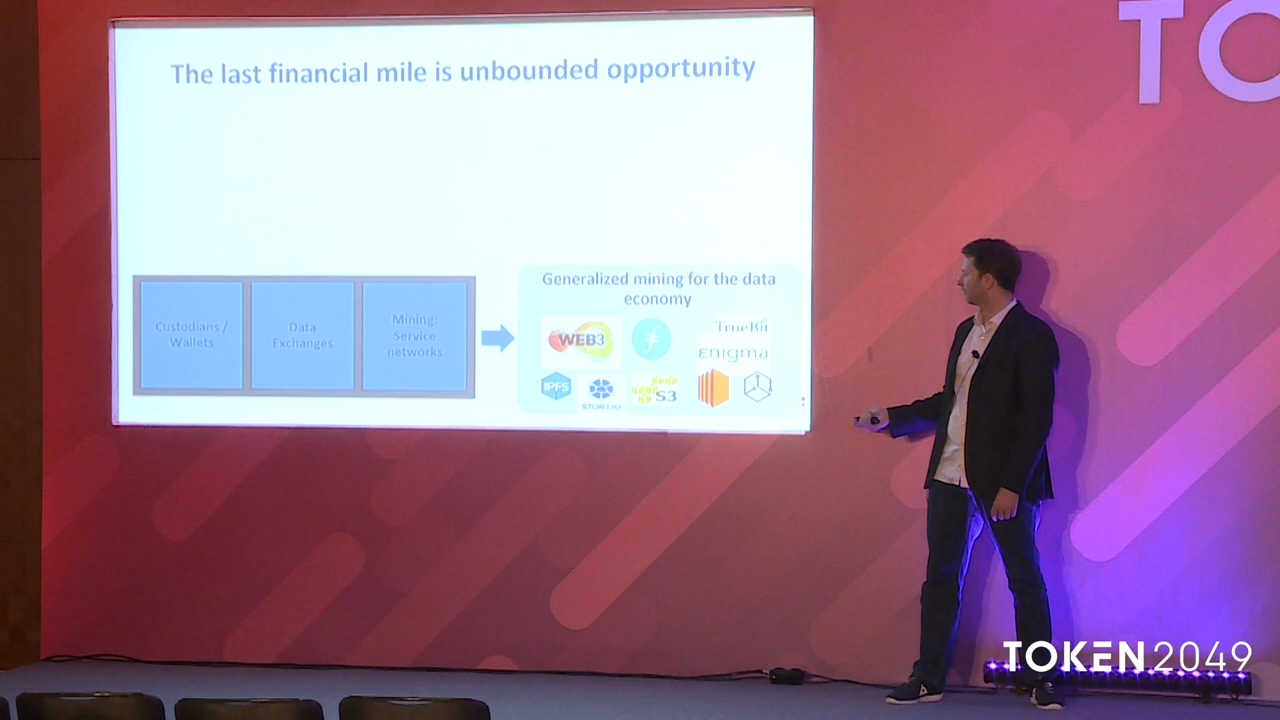 The last financial mile is unbounded opportunity
TO
Custodians /
Wallets
Data
Exchanges
Mining:
Service
networks
Generalized mining for the data
economy
WEB3
TrueBit
enigma
IPFS
STORJ.IO
S3
TOKEN2049